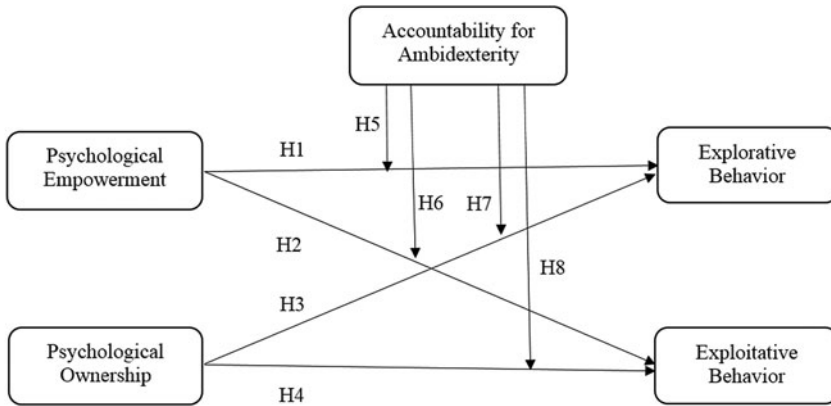 Accountability for
Ambidexterity
H5
H1
Psychological
Empowerment
Explorative
Behavior
H6
H7
H2
H8
H3
Psychological
Ownership
Exploitative
Behavior
H4